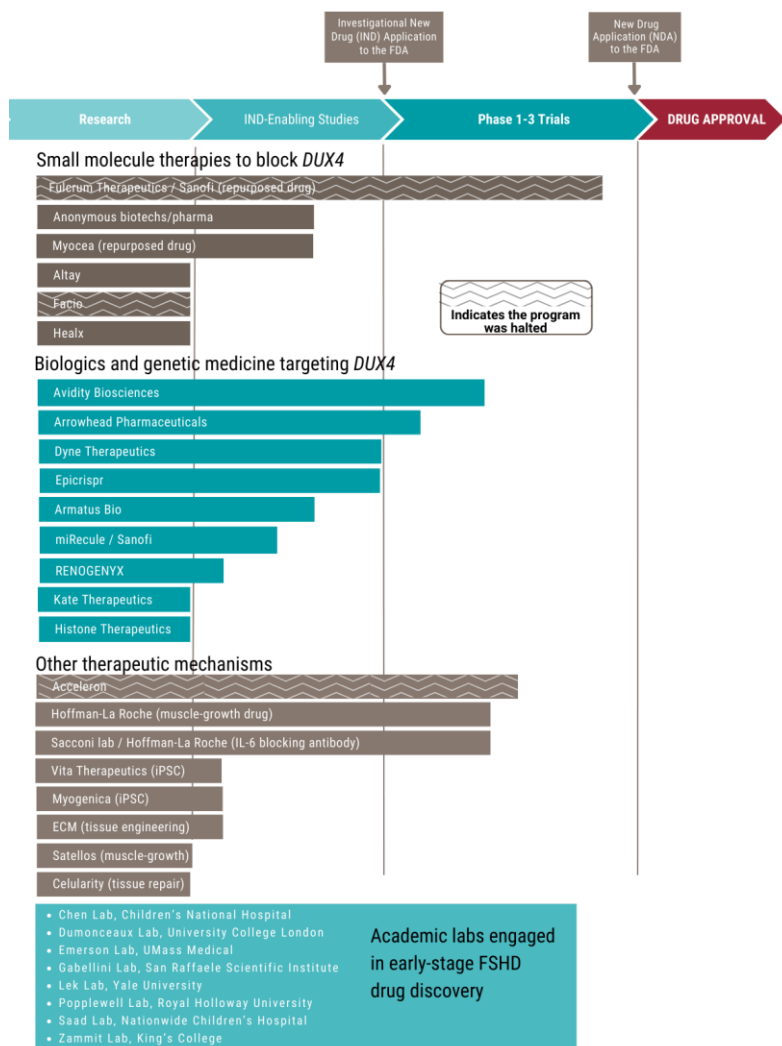 Investigational New
Drug (IND) Application
to the FDA
New Drug
Application (NDA)
to the FDA
Research
IND-Enabling Studies
Phase 1-3 Trials
DRUG APPROVAL
Small molecule therapies to block DUX4
Fulcrum Therapeutics / Sanofi (repurposed drug)
Anonymous biotechs/pharma
Myocea (repurposed drug)
Altay
Facio
Healx
Indicates the program
was halted
Biologics and genetic medicine targeting DUX4
Avidity Biosciences
Arrowhead Pharmaceuticals
Dyne Therapeutics
Epicrispr
Armatus Bio
miRecule / Sanofi
RENOGENYX
Kate Therapeutics
Histone Therapeutics
Other therapeutic mechanisms
Acceleron
Hoffman-La Roche (muscle-growth drug)
Sacconi lab / Hoffman-La Roche (IL-6 blocking antibody)
Vita Therapeutics (iPSC)
Myogenica (iPSC)
ECM (tissue engineering)
Satellos (muscle-growth)
Celularity (tissue repair)
• Chen Lab, Children's National Hospital
• Dumonceaux Lab, University College London
• Emerson Lab, UMass Medical
• Gabellini Lab, San Raffaele Scientific Institute
• Lek Lab, Yale University
• Popplewell Lab, Royal Holloway University
• Saad Lab, Nationwide Children's Hospital
• Zammit Lab, King's College
Academic labs engaged
in early-stage FSHD
drug discovery